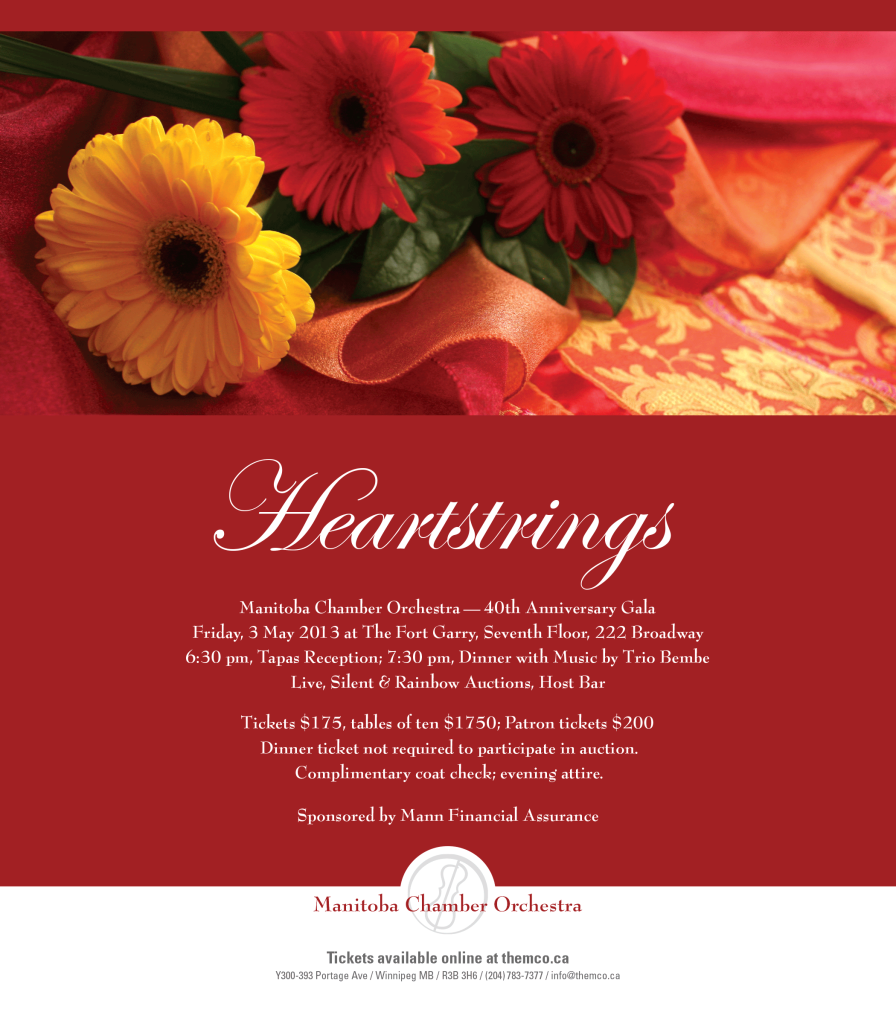 Heartstrings
Manitoba Chamber Orchestra — 40th Anniversary Gala
Friday, 3 May 2013 at The Fort Garry, Seventh Floor, 222 Broadway
6:30 pm, Tapas Reception; 7:30 pm, Dinner with Music by Trio Bembe
Live, Silent & Rainbow Auctions, Host Bar
Tickets $175, tables of ten $1750; Patron tickets $200
Dinner ticket not required to participate in auction.
Complimentary coat check; evening attire.
Sponsored by Mann Financial Assurance
Manitoba Chamber Orchestra
Tickets available online at themco.ca
Y300-393 Portage Ave / Winnipeg MB / R3B 3H6 / (204) 783-7377 / info@themco.ca